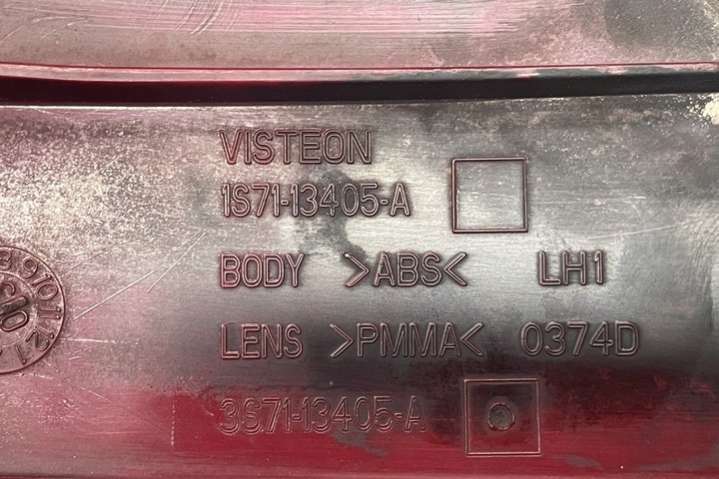 VISTEON
1S71-13405-A
BODY >ABS< LH1
LENS >PMMA< 0374D
3S71-13405-A